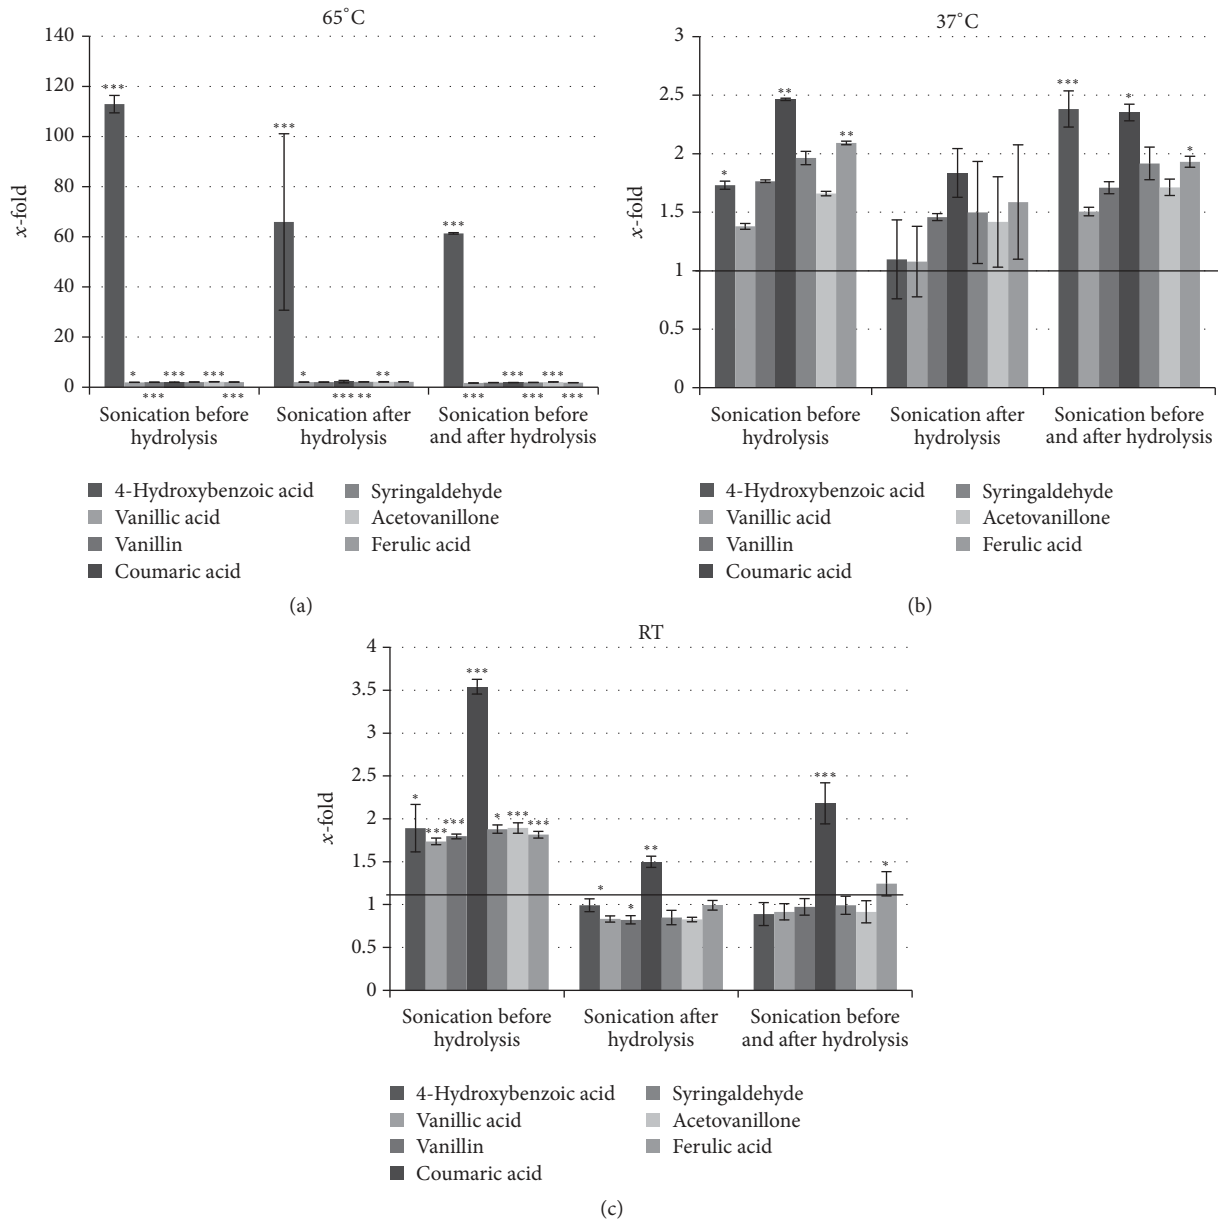 65°C
140
120
100
80
60
40
20
0
x-fold
***
***
***
* *** *** *** *** ***
* *** ** **
*** *** *** *** ***
Sonication before hydrolysis
Sonication after hydrolysis
Sonication before and after hydrolysis
4-Hydroxybenzoic acid
Vanillic acid
Vanillin
Coumaric acid
Syringaldehyde
Acetovanillone
Ferulic acid
(a)
37°C
3
2.5
2
1.5
1
0.5
0
x-fold
*
**
**
***
*
*
Sonication before hydrolysis
Sonication after hydrolysis
Sonication before and after hydrolysis
4-Hydroxybenzoic acid
Vanillic acid
Vanillin
Coumaric acid
Syringaldehyde
Acetovanillone
Ferulic acid
(b)
RT
4
3.5
3
2.5
2
1.5
1
0.5
0
x-fold
*
***
***
***
*
***
***
*
*
**
***
*
Sonication before hydrolysis
Sonication after hydrolysis
Sonication before and after hydrolysis
4-Hydroxybenzoic acid
Vanillic acid
Vanillin
Coumaric acid
Syringaldehyde
Acetovanillone
Ferulic acid
(c)